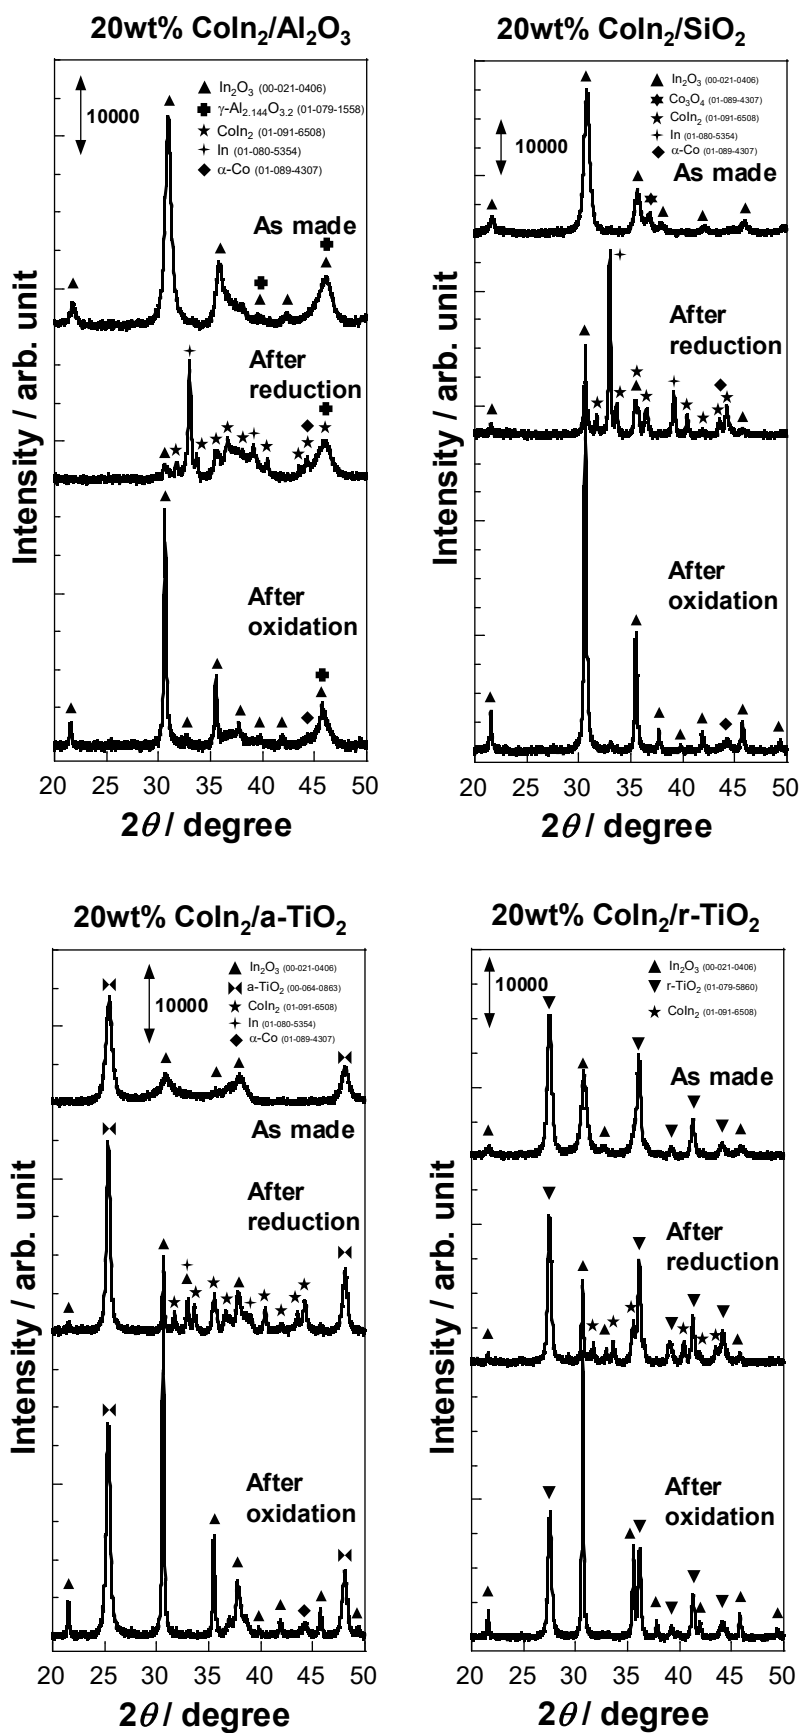 20wt% CoIn₂/Al₂O₃
10000
In₂O₃ (00-021-0406)
γ-Al₂.₁₄₄O₃.₂ (01-079-1558)
CoIn₂ (01-091-6508)
In (01-080-5354)
α-Co (01-089-4307)
As made
After
reduction
After
oxidation
Intensity / arb. unit
20 25 30 35 40 45 50
2θ / degree
20wt% CoIn₂/SiO₂
10000
In₂O₃ (00-021-0406)
Co₃O₄ (01-089-4307)
CoIn₂ (01-091-6508)
In (01-080-5354)
α-Co (01-089-4307)
As made
After
reduction
After
oxidation
Intensity / arb. unit
20 25 30 35 40 45 50
2θ / degree
20wt% CoIn₂/a-TiO₂
10000
In₂O₃ (00-021-0406)
a-TiO₂ (00-064-0863)
CoIn₂ (01-091-6508)
In (01-080-5354)
α-Co (01-089-4307)
As made
After
reduction
After
oxidation
Intensity / arb. unit
20 25 30 35 40 45 50
2θ / degree
20wt% CoIn₂/r-TiO₂
10000
In₂O₃ (00-021-0406)
r-TiO₂ (01-079-5860)
CoIn₂ (01-091-6508)
As made
After
reduction
After
oxidation
Intensity / arb. unit
20 25 30 35 40 45 50
2θ / degree